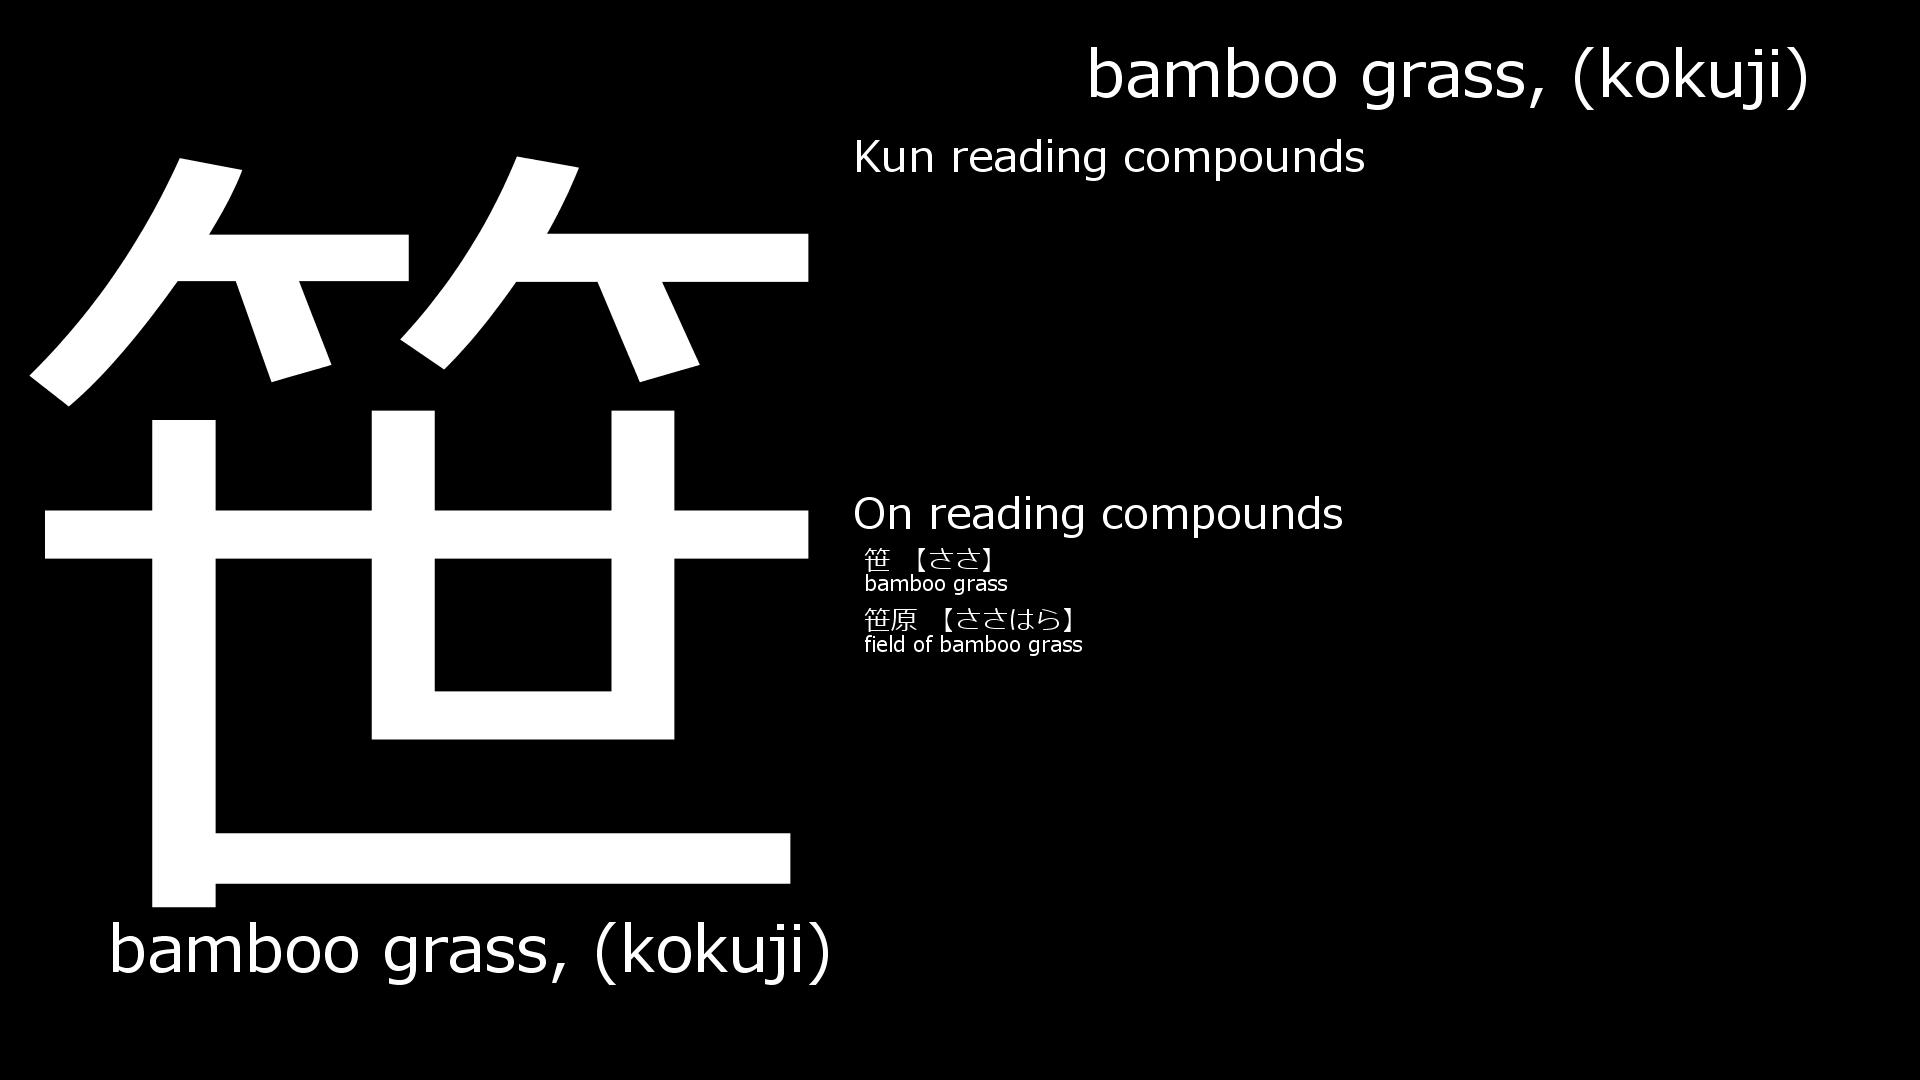 笹
bamboo grass, (kokuji)
bamboo grass, (kokuji)
Kun reading compounds
On reading compounds
笹 【ささ】
bamboo grass
笹原 【ささはら】
field of bamboo grass